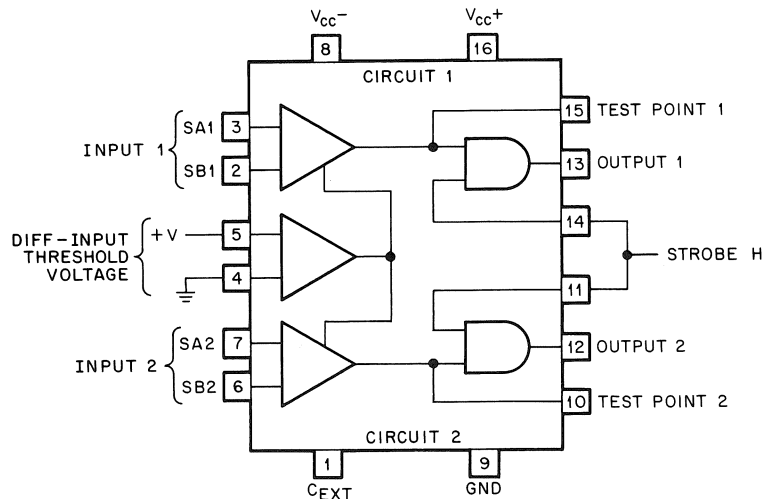 VCC-
VCC+
8
16
CIRCUIT 1
15 TEST POINT 1
INPUT 1
SA1 3
SB1 2
13 OUTPUT 1
14
DIFF-INPUT
THRESHOLD
VOLTAGE
+V 5
4
STROBE H
11
INPUT 2
SA2 7
SB2 6
12 OUTPUT 2
10 TEST POINT 2
CIRCUIT 2
1
9
CEXT
GND